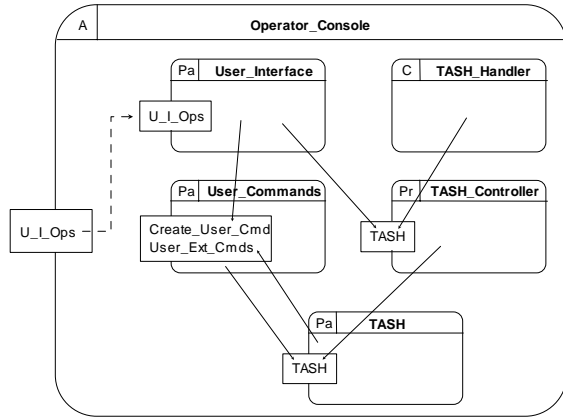 A Operator_Console
Pa User_Interface
C TASH_Handler
U_I_Ops
Pa User_Commands
Pr TASH_Controller
Create_User_Cmd
User_Ext_Cmds
U_I_Ops
TASH
Pa TASH
TASH